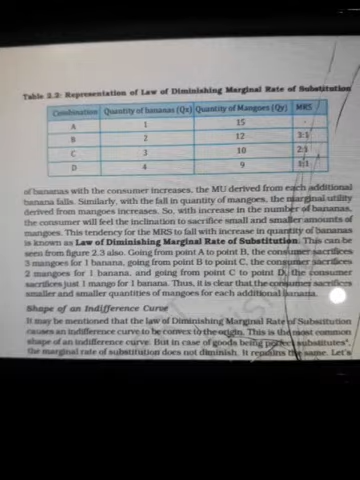 Table 2.2: Representation of Law of Diminishing Marginal Rate of Substitution
Combination Quantity of bananas (Qx) Quantity of Mangoes (Qy) MRS
A 1 15 -
B 2 12 3:1
C 3 10 2:1
D 4 9 1:1
of bananas with the consumer increases, the MU derived from each additional
banana falls. Similarly, with the fall in quantity of mangoes, the marginal utility
derived from mangoes increases. So, with increase in the number of bananas,
the consumer will feel the inclination to sacrifice small and smaller amounts of
mangoes. This tendency for the MRS to fall with increase in quantity of bananas
is known as Law of Diminishing Marginal Rate of Substitution. This can be
seen from figure 2.3 also. Going from point A to point B, the consumer sacrifices
3 mangoes for 1 banana, going from point B to point C, the consumer sacrifices
2 mangoes for 1 banana, and going from point C to point D, the consumer
sacrifices just 1 mango for 1 banana. Thus, it is clear that the consumer sacrifices
smaller and smaller quantities of mangoes for each additional banana.
Shape of an Indifference Curve
It may be mentioned that the law of Diminishing Marginal Rate of Substitution
causes an indifference curve to be convex to the origin. This is the most common
shape of an indifference curve. But in case of goods being perfect substitutes⁴,
the marginal rate of substitution does not diminish. It remains the same. Let's